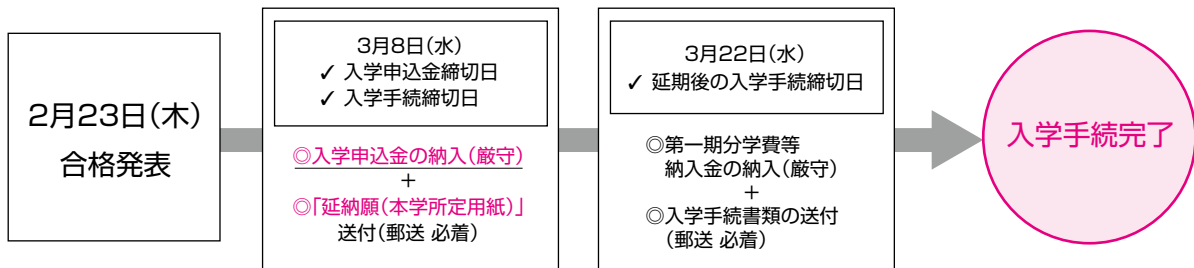 2月23日(木)
合格発表
3月8日(水)
✓ 入学申込金締切日
✓ 入学手続締切日
◎入学申込金の納入(厳守)
+
◎「延納願(本学所定用紙)」
送付(郵送 必着)
3月22日(水)
✓ 延期後の入学手続締切日
◎第一期分学費等
納入金の納入(厳守)
+
◎入学手続書類の送付
(郵送 必着)
入学手続完了